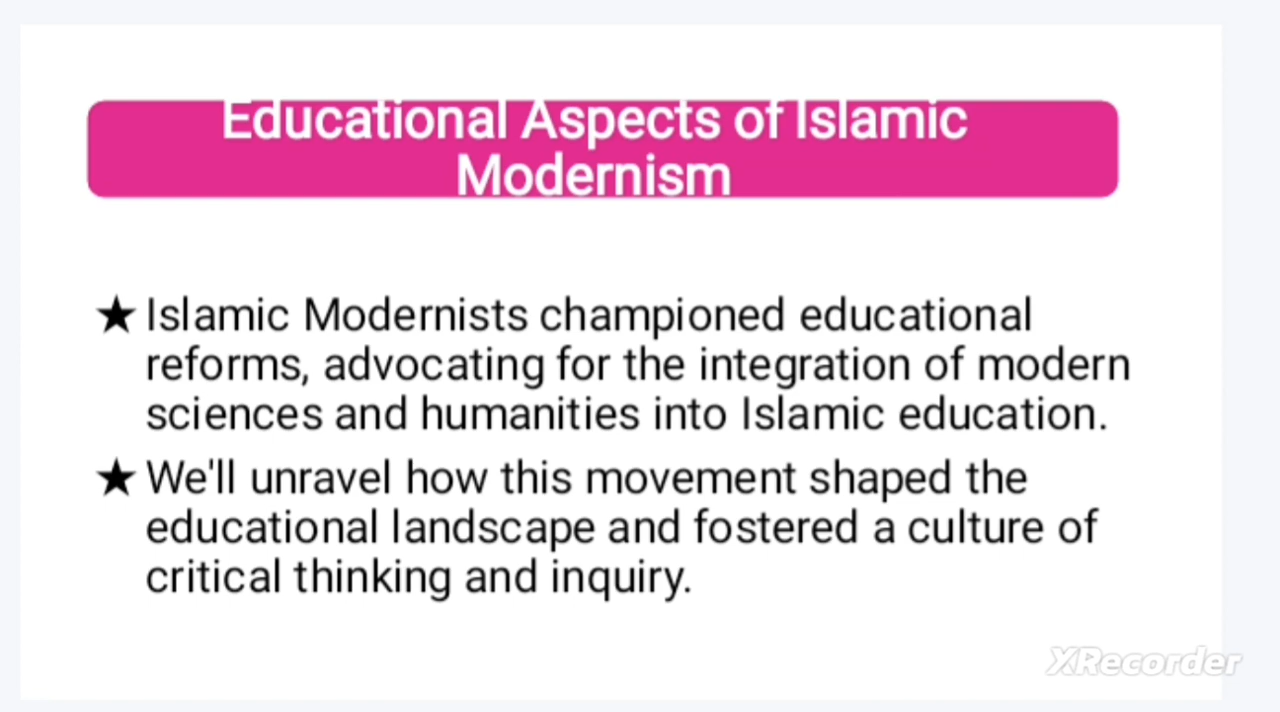 Educational Aspects of Islamic
Modernism
★ Islamic Modernists championed educational
reforms, advocating for the integration of modern
sciences and humanities into Islamic education.
★ We'll unravel how this movement shaped the
educational landscape and fostered a culture of
critical thinking and inquiry.
XRecorder